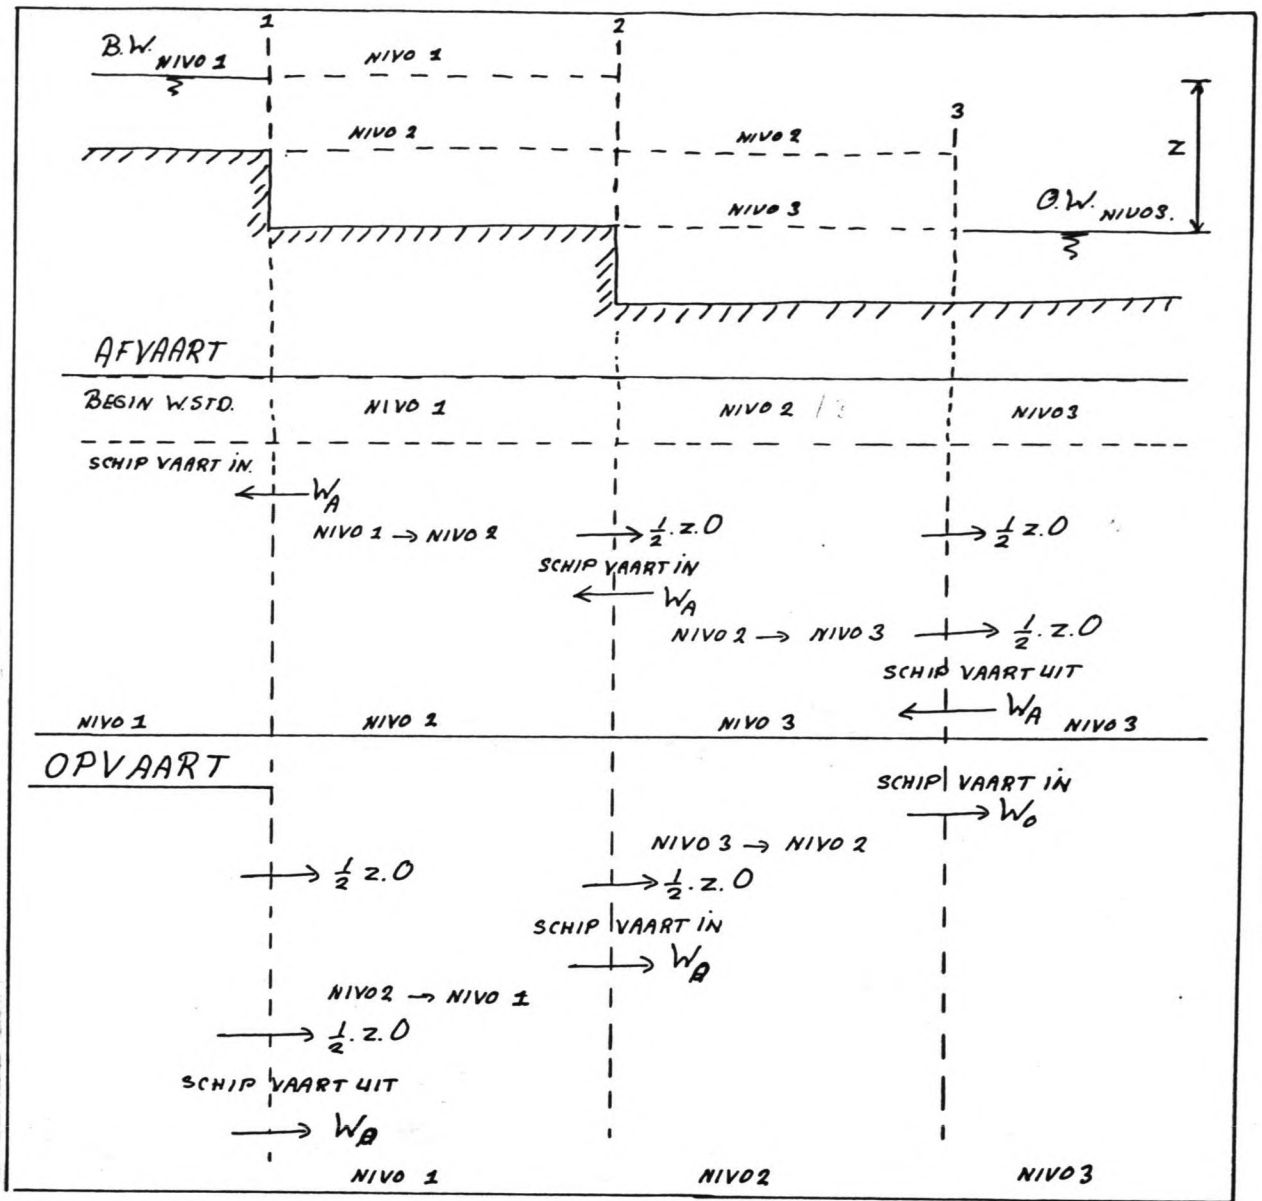 1 2
B.W. NIVO 1 NIVO 1
3
NIVO 2 NIVO 2
Z
NIVO 3 O.W. NIVO 3.
AFVAART
BEGIN W.STD. NIVO 1 NIVO 2 NIVO 3
SCHIP VAART IN.
W_A
NIVO 1 → NIVO 2 ½.z.O ½ z.O
SCHIP VAART IN
W_A
NIVO 2 → NIVO 3 ½.z.O
SCHIP VAART UIT
W_A
NIVO 1 NIVO 2 NIVO 3 NIVO 3
OPVAART
SCHIP VAART IN
W_o
NIVO 3 → NIVO 2
½ z.O ½.z.O
SCHIP VAART IN
W
NIVO 2 → NIVO 1
½.z.O
SCHIP VAART UIT
W
NIVO 1 NIVO 2 NIVO 3